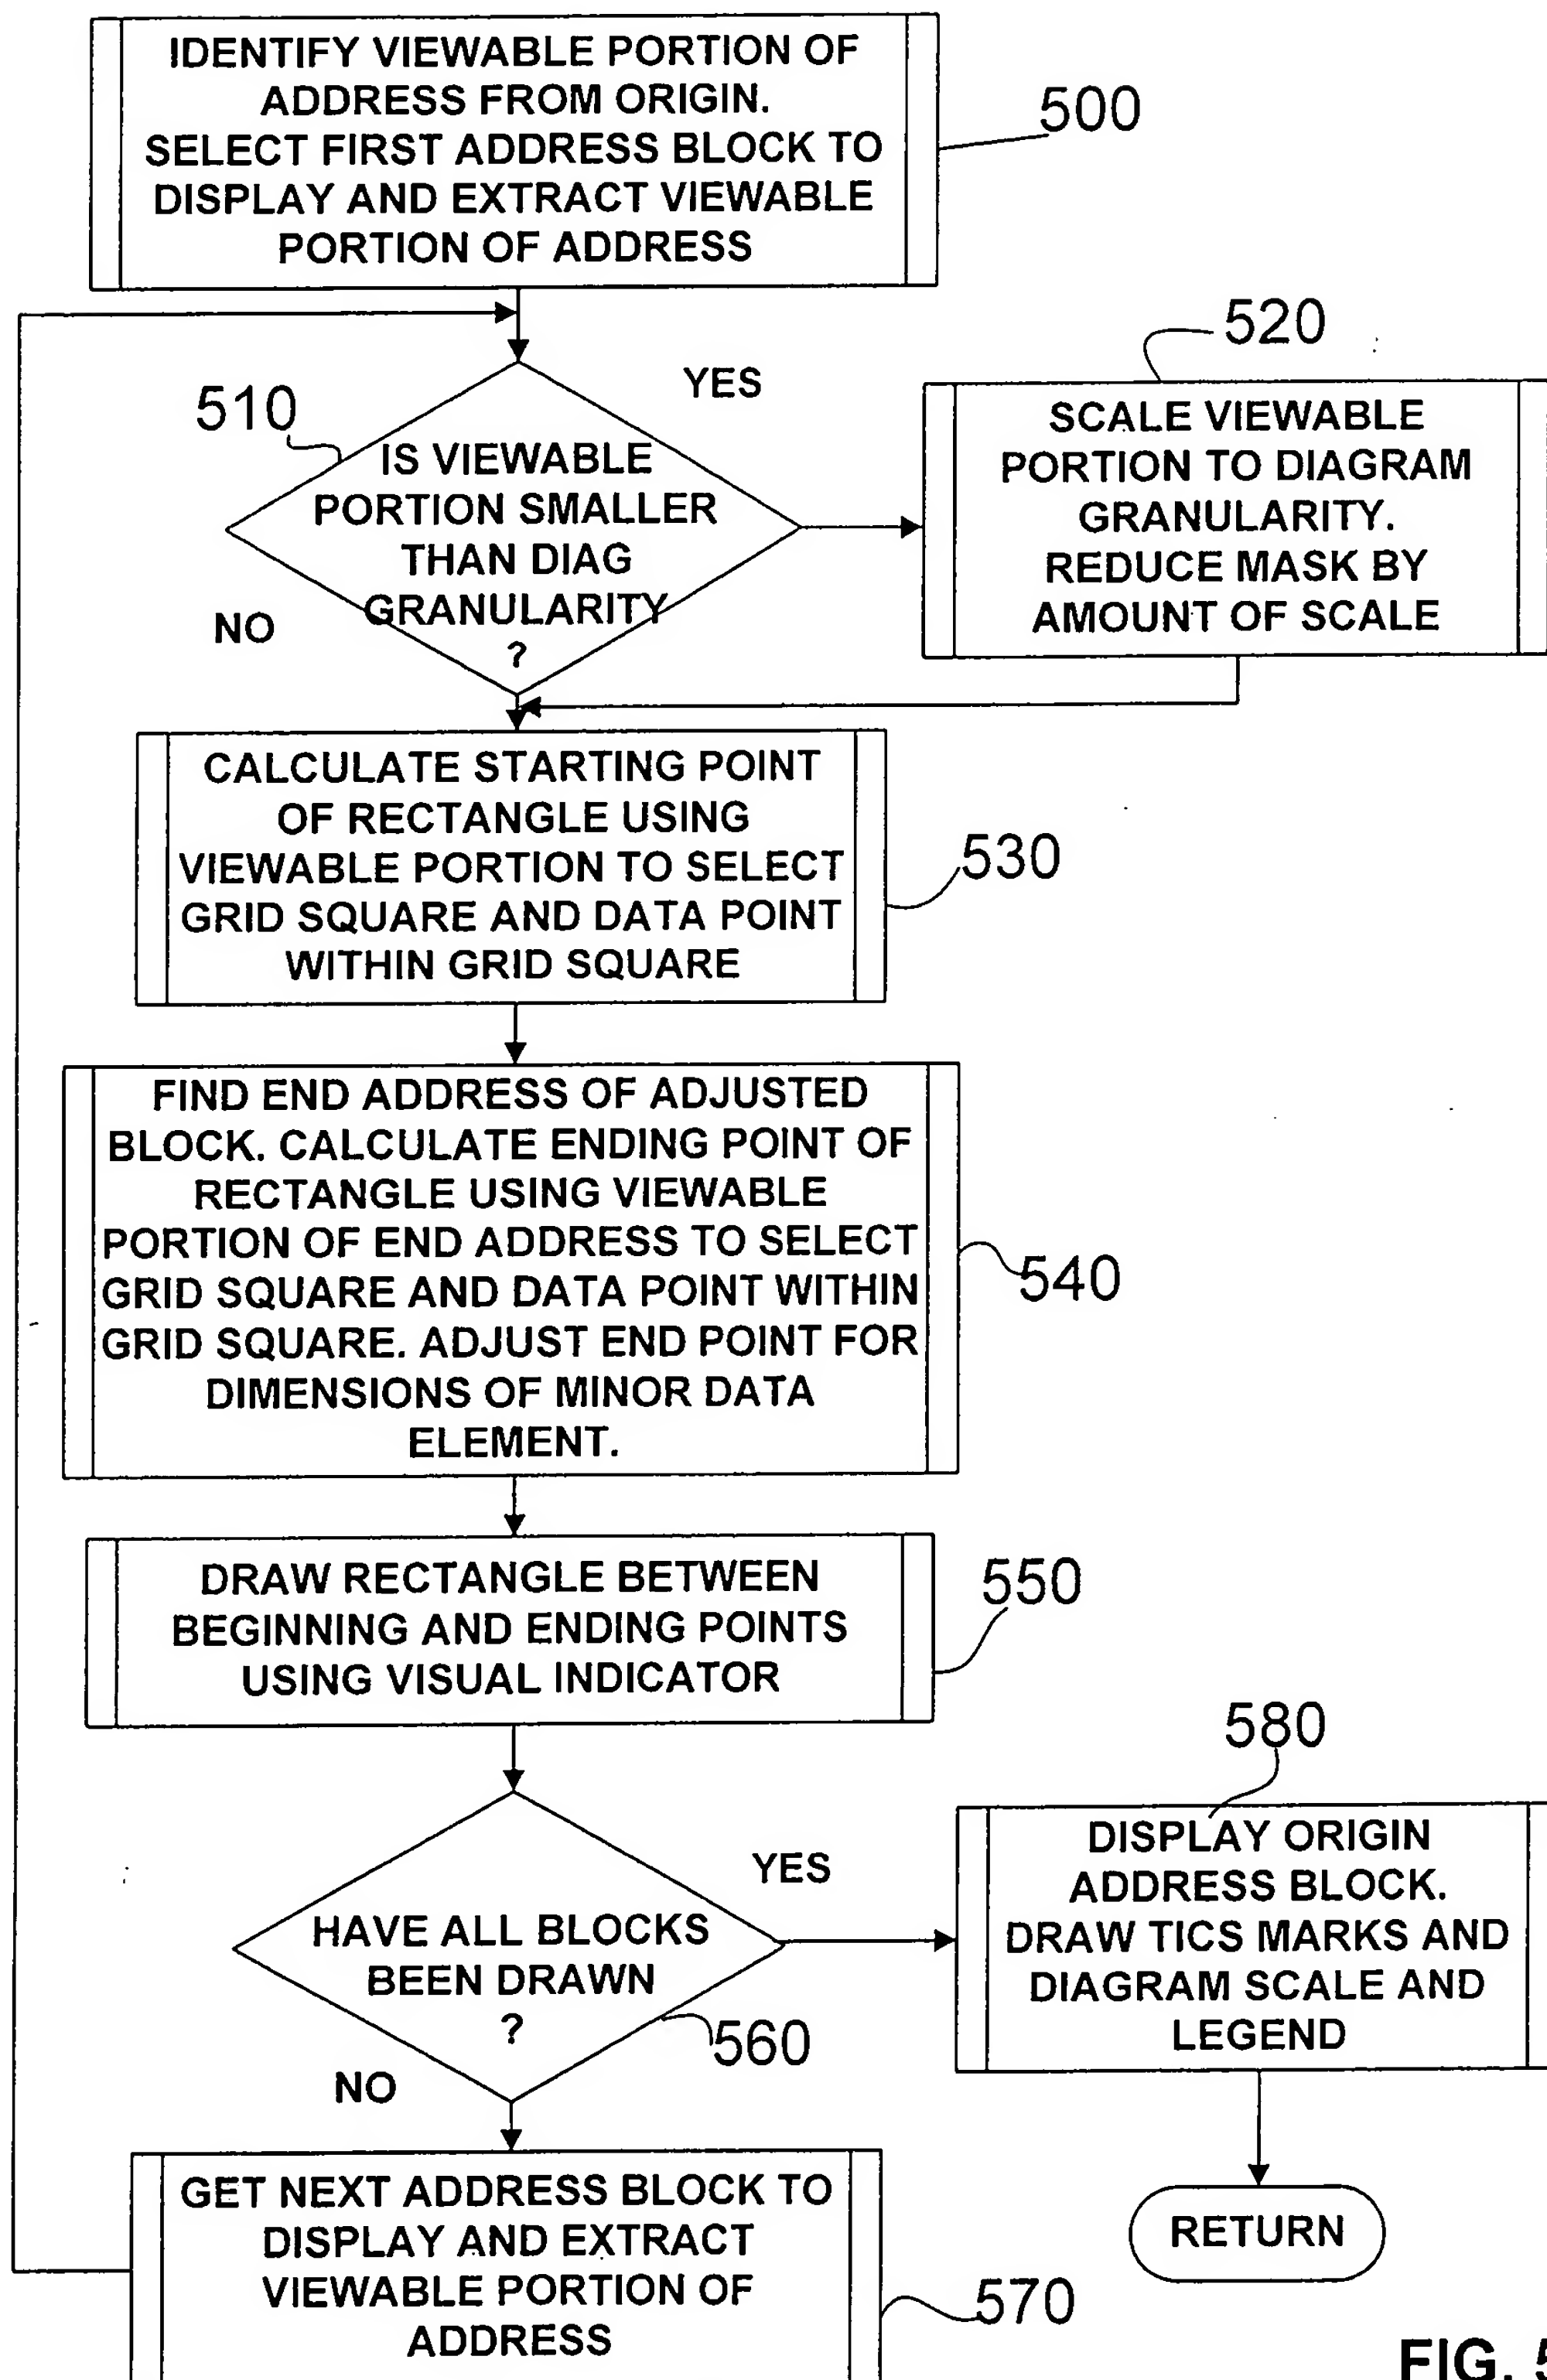 IDENTIFY VIEWABLE PORTION OF
ADDRESS FROM ORIGIN.
SELECT FIRST ADDRESS BLOCK TO
DISPLAY AND EXTRACT VIEWABLE
PORTION OF ADDRESS
500
510
IS VIEWABLE
PORTION SMALLER
THAN DIAG
GRANULARITY
?
YES
NO
520
SCALE VIEWABLE
PORTION TO DIAGRAM
GRANULARITY.
REDUCE MASK BY
AMOUNT OF SCALE
CALCULATE STARTING POINT
OF RECTANGLE USING
VIEWABLE PORTION TO SELECT
GRID SQUARE AND DATA POINT
WITHIN GRID SQUARE
530
FIND END ADDRESS OF ADJUSTED
BLOCK. CALCULATE ENDING POINT OF
RECTANGLE USING VIEWABLE
PORTION OF END ADDRESS TO SELECT
GRID SQUARE AND DATA POINT WITHIN
GRID SQUARE. ADJUST END POINT FOR
DIMENSIONS OF MINOR DATA
ELEMENT.
540
DRAW RECTANGLE BETWEEN
BEGINNING AND ENDING POINTS
USING VISUAL INDICATOR
550
HAVE ALL BLOCKS
BEEN DRAWN
?
560
YES
NO
580
DISPLAY ORIGIN
ADDRESS BLOCK.
DRAW TICS MARKS AND
DIAGRAM SCALE AND
LEGEND
RETURN
GET NEXT ADDRESS BLOCK TO
DISPLAY AND EXTRACT
VIEWABLE PORTION OF
ADDRESS
570
FIG. 5